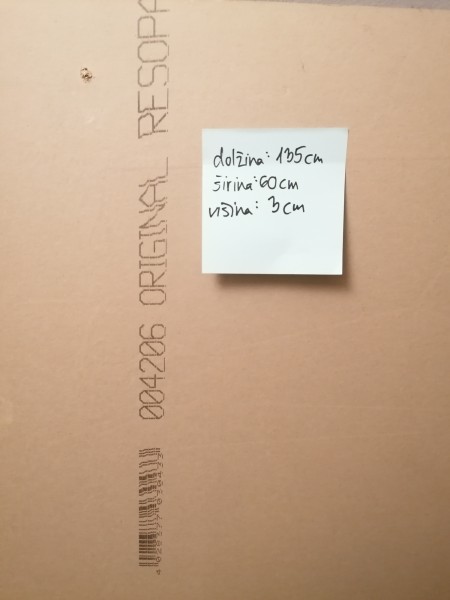 004206 ORIGINAL RESOPA
dolžina: 135cm
širina: 60cm
višina: 3cm